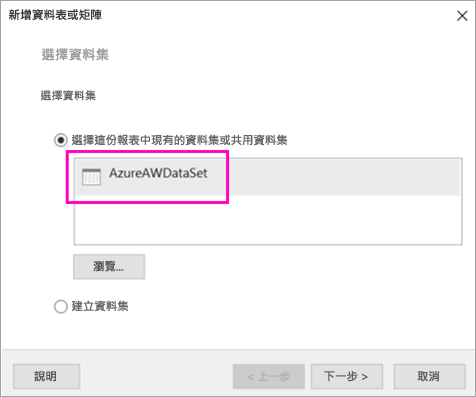 新增資料表或矩陣
選擇資料集
選擇資料集
選擇這份報表中現有的資料集或共用資料集
AzureAWDataSet
瀏覽...
建立資料集
說明
< 上一步
下一步 >
取消